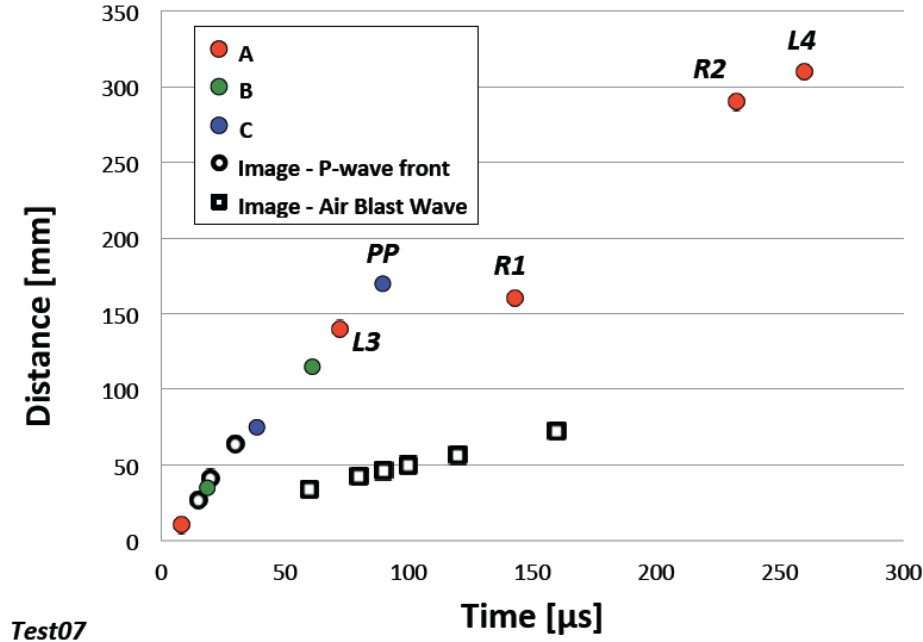 350
300
250
200
150
100
50
0
Distance [mm]
A
B
C
Image - P-wave front
Image - Air Blast Wave
L4
R2
PP
R1
L3
0 50 100 150 200 250 300
Time [µs]
Test07